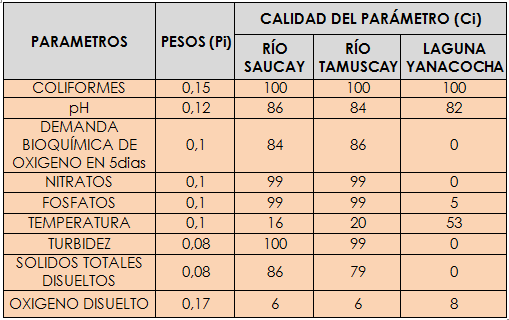 PARAMETROS PESOS (Pi) CALIDAD DEL PARÁMETRO (Ci)
RÍO SAUCAY RÍO TAMUSCAY LAGUNA YANACOCHA
COLIFORMES 0,15 100 100 100
pH 0,12 86 84 82
DEMANDA BIOQUÍMICA DE OXIGENO EN 5dias 0,1 84 86 0
NITRATOS 0,1 99 99 0
FOSFATOS 0,1 99 99 5
TEMPERATURA 0,1 16 20 53
TURBIDEZ 0,08 100 99 0
SOLIDOS TOTALES DISUELTOS 0,08 86 79 0
OXIGENO DISUELTO 0,17 6 6 8